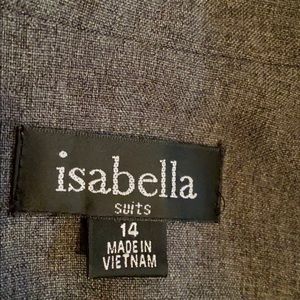 isabella
suits
14
MADE IN
VIETNAM